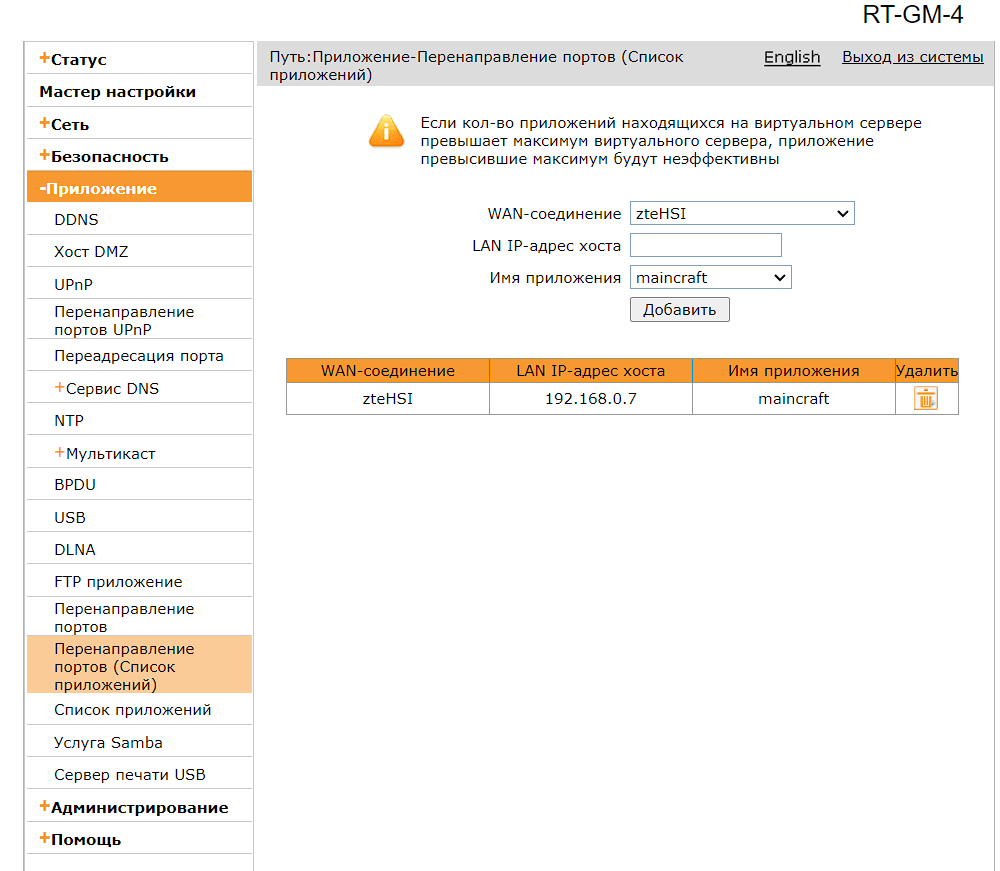 RT-GM-4
+Статус
Мастер настройки
+Сеть
+Безопасность
-Приложение
DDNS
Хост DMZ
UPnP
Перенаправление
портов UPnP
Переадресация порта
+Сервис DNS
NTP
+Мультикаст
BPDU
USB
DLNA
FTP приложение
Перенаправление
портов
Перенаправление
портов (Список
приложений)
Список приложений
Услуга Samba
Сервер печати USB
+Администрирование
+Помощь
Путь:Приложение-Перенаправление портов (Список
приложений)
English Выход из системы
Если кол-во приложений находящихся на виртуальном сервере
превышает максимум виртуального сервера, приложение
превысившие максимум будут неэффективны
WAN-соединение zteHSI
LAN IP-адрес хоста
Имя приложения maincraft
Добавить
WAN-соединение LAN IP-адрес хоста Имя приложения Удалить
zteHSI 192.168.0.7 maincraft